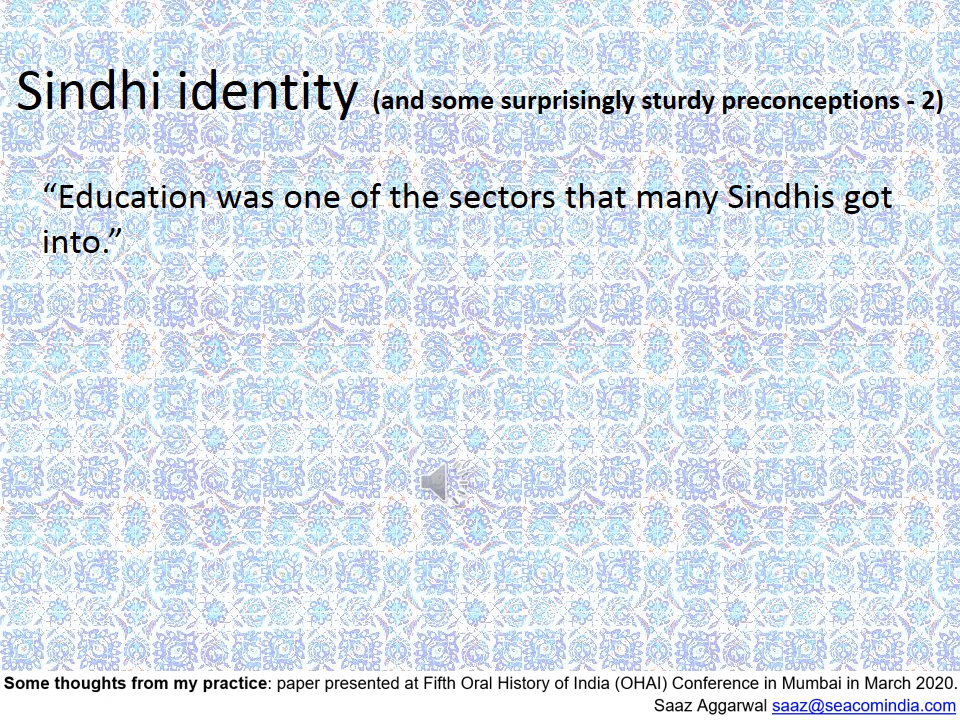 Sindhi identity (and some surprisingly sturdy preconceptions - 2)
“Education was one of the sectors that many Sindhis got
into.”
Some thoughts from my practice: paper presented at Fifth Oral History of India (OHAI) Conference in Mumbai in March 2020.
Saaz Aggarwal saaz@seacomindia.com